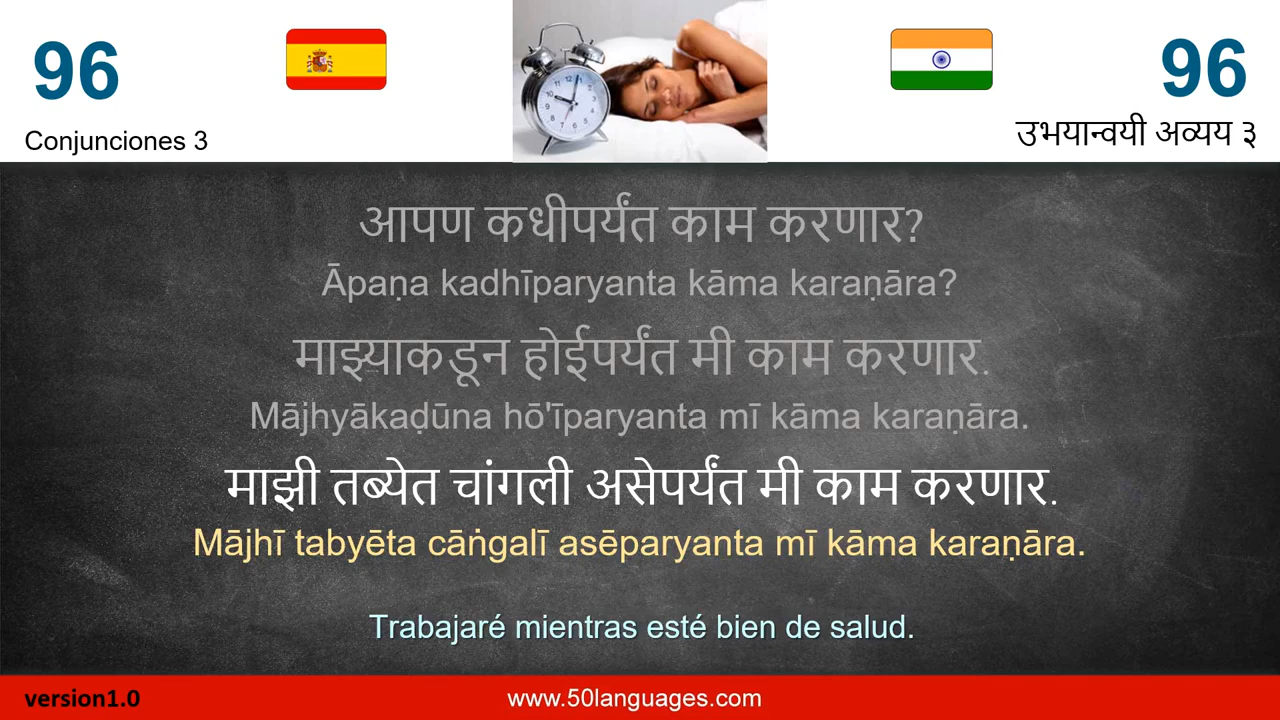 96
96
Conjunciones 3
उभयान्वयी अव्यय ३
आपण कधीपर्यंत काम करणार?
Āpaṇa kadhīparyanta kāma karaṇāra?
माझ्याकडून होईपर्यंत मी काम करणार.
Mājhyākaḍūna hō'īparyanta mī kāma karaṇāra.
माझी तब्येत चांगली असेपर्यंत मी काम करणार.
Mājhī tabyēta cāṅgalī asēparyanta mī kāma karaṇāra.
Trabajaré mientras esté bien de salud.
version1.0
www.50languages.com